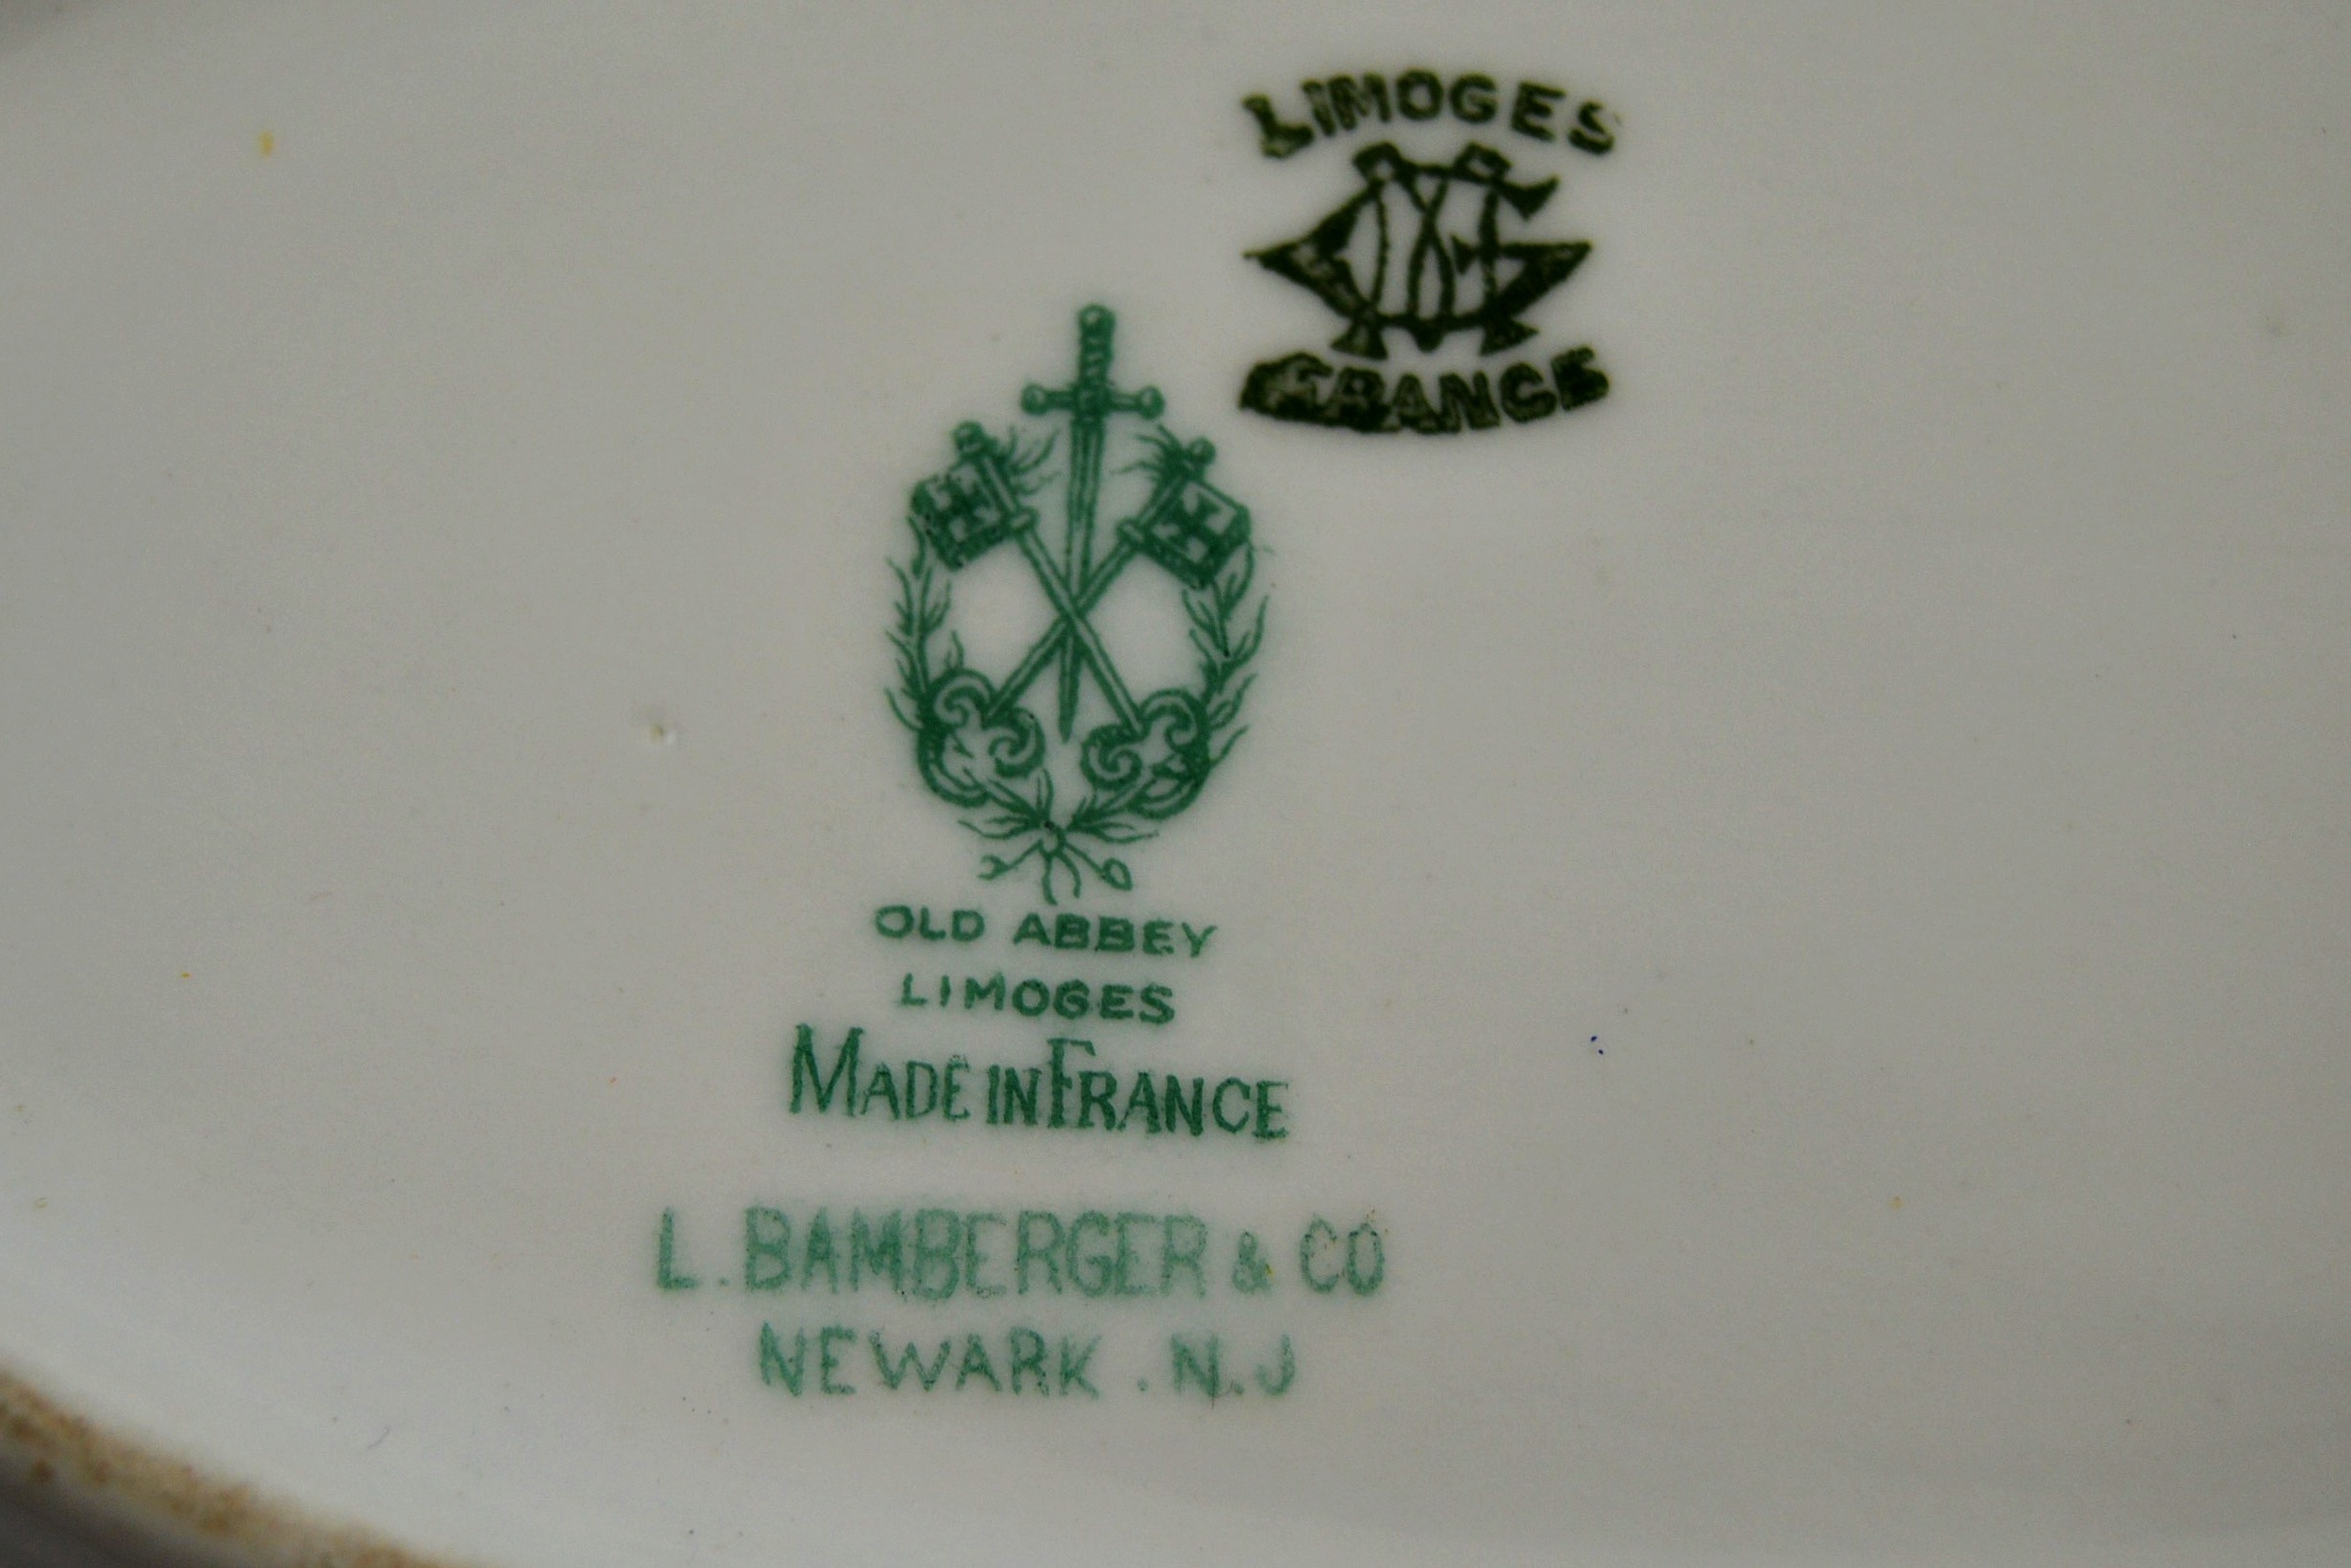 LIMOGES
FRANCE
OLD ABBEY
LIMOGES
MADE IN FRANCE
L. BAMBERGER & CO
NEWARK . N.J